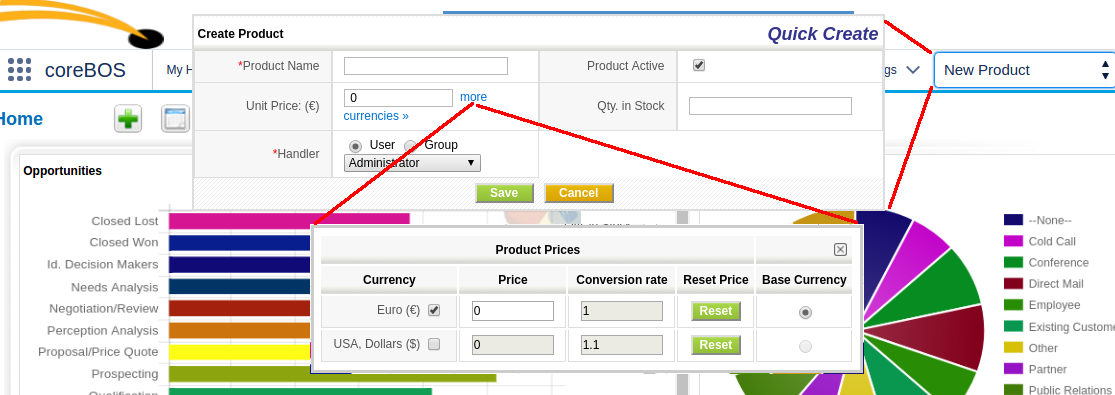 Create Product
Quick Create
coreBOS
My H
gs
New Product
*Product Name
Product Active
Unit Price: (€)
0
more
currencies »
Qty. in Stock
*Handler
User
Group
Administrator
Save
Cancel
Home
Opportunities
Closed Lost
Closed Won
Id. Decision Makers
Needs Analysis
Negotiation/Review
Perception Analysis
Proposal/Price Quote
Prospecting
Qualification
Product Prices
Currency
Price
Conversion rate
Reset Price
Base Currency
Euro (€)
0
1
Reset
USA, Dollars ($)
0
1.1
Reset
--None--
Cold Call
Conference
Direct Mail
Employee
Existing Custome
Other
Partner
Public Relations